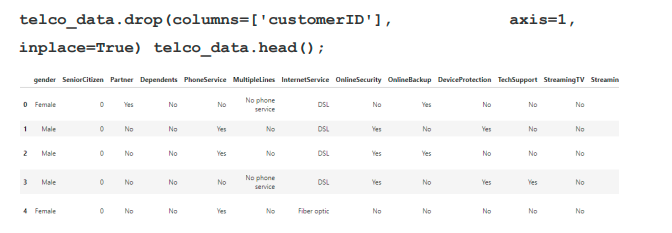 telco_data.drop(columns=['customerID'], axis=1,
inplace=True) telco_data.head();
gender SeniorCitizen Partner Dependents PhoneService MultipleLines InternetService OnlineSecurity OnlineBackup DeviceProtection TechSupport StreamingTV Streamin
0 Female 0 Yes No No No phone service DSL No Yes No No No
1 Male 0 No No Yes No DSL Yes No Yes No No
2 Male 0 No No Yes No DSL Yes Yes No No No
3 Male 0 No No No No phone service DSL Yes No Yes Yes No
4 Female 0 No No Yes No Fiber optic No No No No No